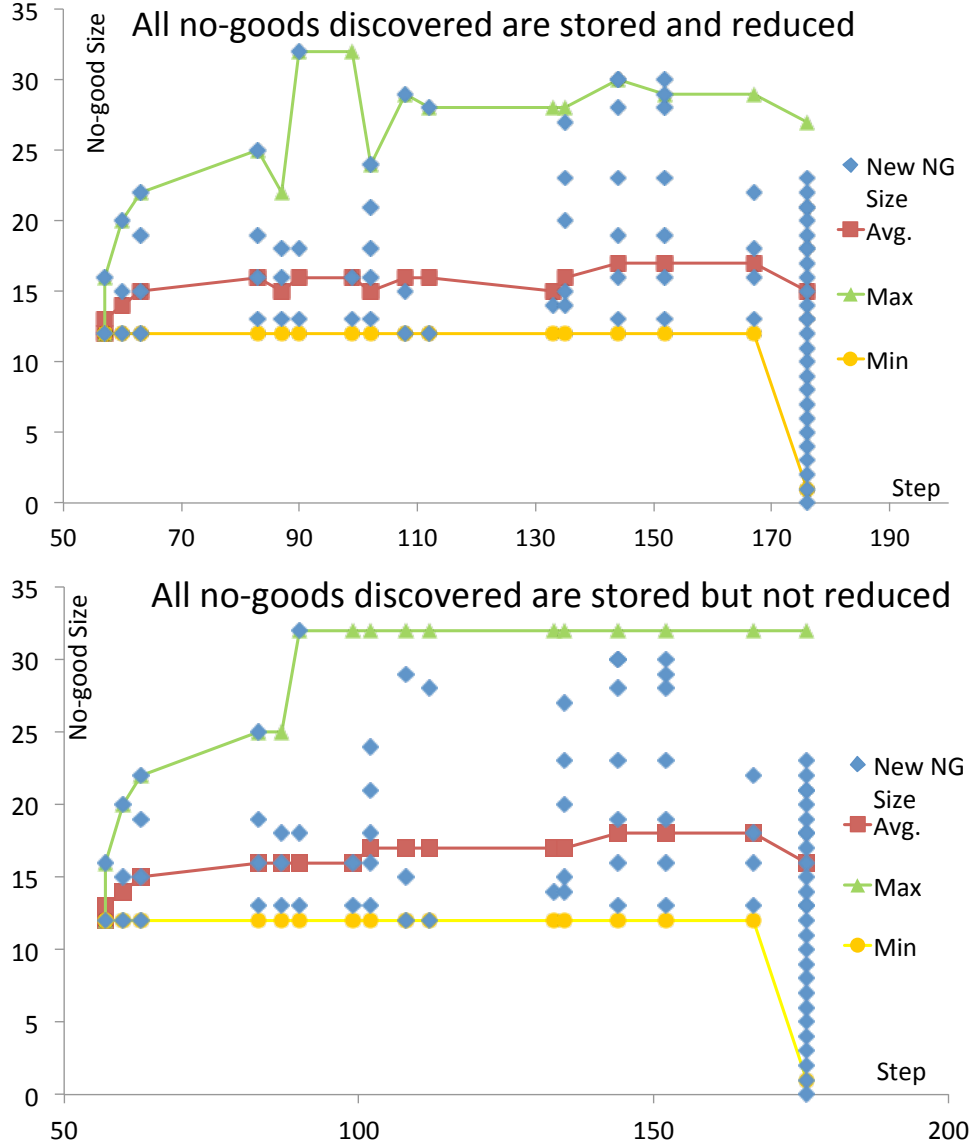 All no-goods discovered are stored and reduced
No-good Size
35
30
25
20
15
10
5
0
50
70
90
110
130
150
170
190
Step
New NG
Size
Avg.
Max
Min
All no-goods discovered are stored but not reduced
No-good Size
35
30
25
20
15
10
5
0
50
100
150
200
Step
New NG
Size
Avg.
Max
Min